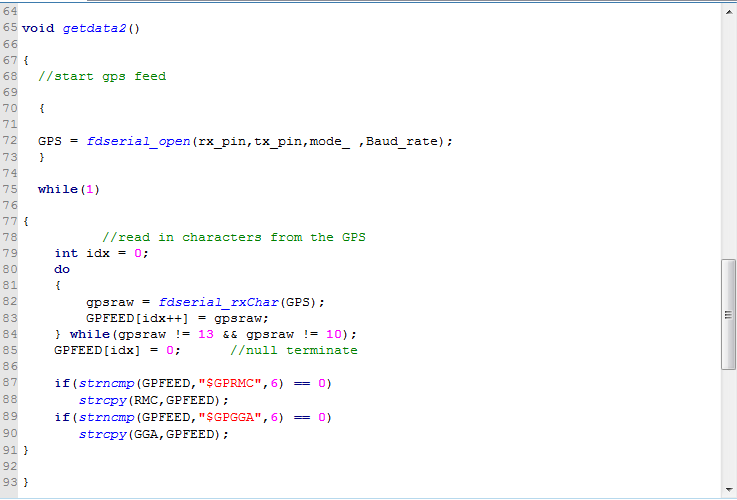 64
65 void getdata2()
66
67 {
68 //start gps feed
69
70 {
71
72 GPS = fdserial_open(rx_pin,tx_pin,mode_ ,Baud_rate);
73 }
74
75 while(1)
76
77 {
78 //read in characters from the GPS
79 int idx = 0;
80 do
81 {
82 gpsraw = fdserial_rxChar(GPS);
83 GPFEED[idx++] = gpsraw;
84 } while(gpsraw != 13 && gpsraw != 10);
85 GPFEED[idx] = 0; //null terminate
86
87 if(strncmp(GPFEED,"$GPRMC",6) == 0)
88 strcpy(RMC,GPFEED);
89 if(strncmp(GPFEED,"$GPGGA",6) == 0)
90 strcpy(GGA,GPFEED);
91 }
92
93 }